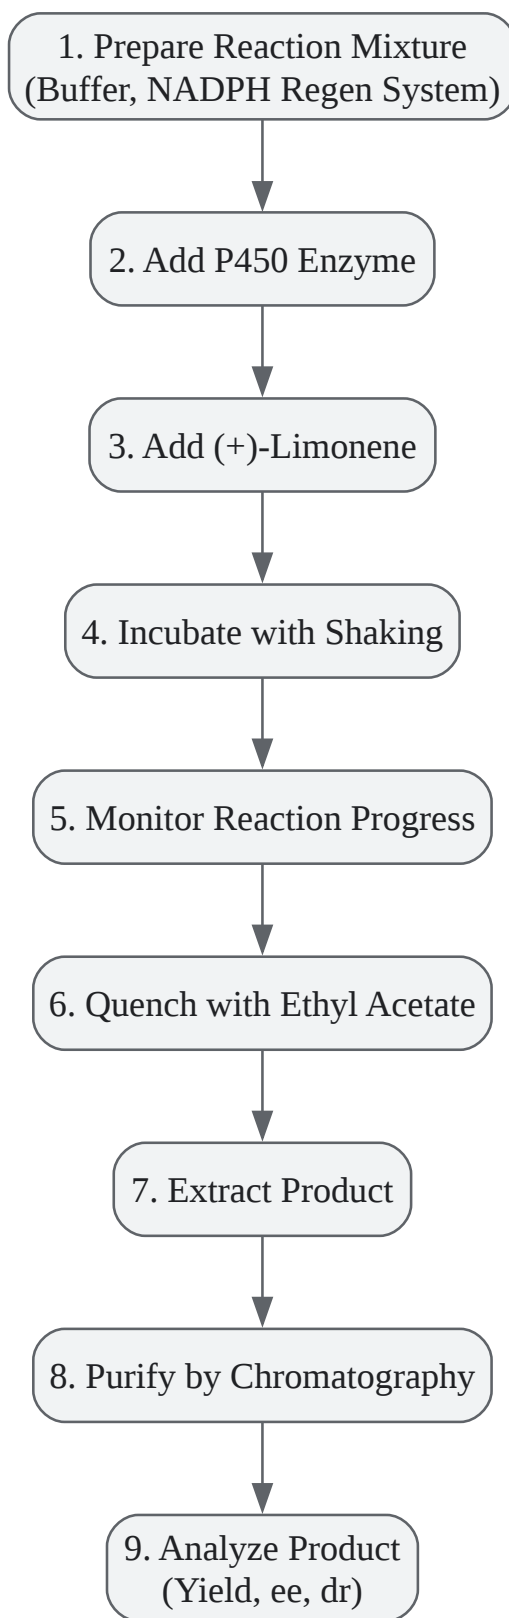 1. Prepare Reaction Mixture
(Buffer, NADPH Regen System)
2. Add P450 Enzyme
3. Add (+)-Limonene
4. Incubate with Shaking
5. Monitor Reaction Progress
6. Quench with Ethyl Acetate
7. Extract Product
8. Purify by Chromatography
9. Analyze Product
(Yield, ee, dr)